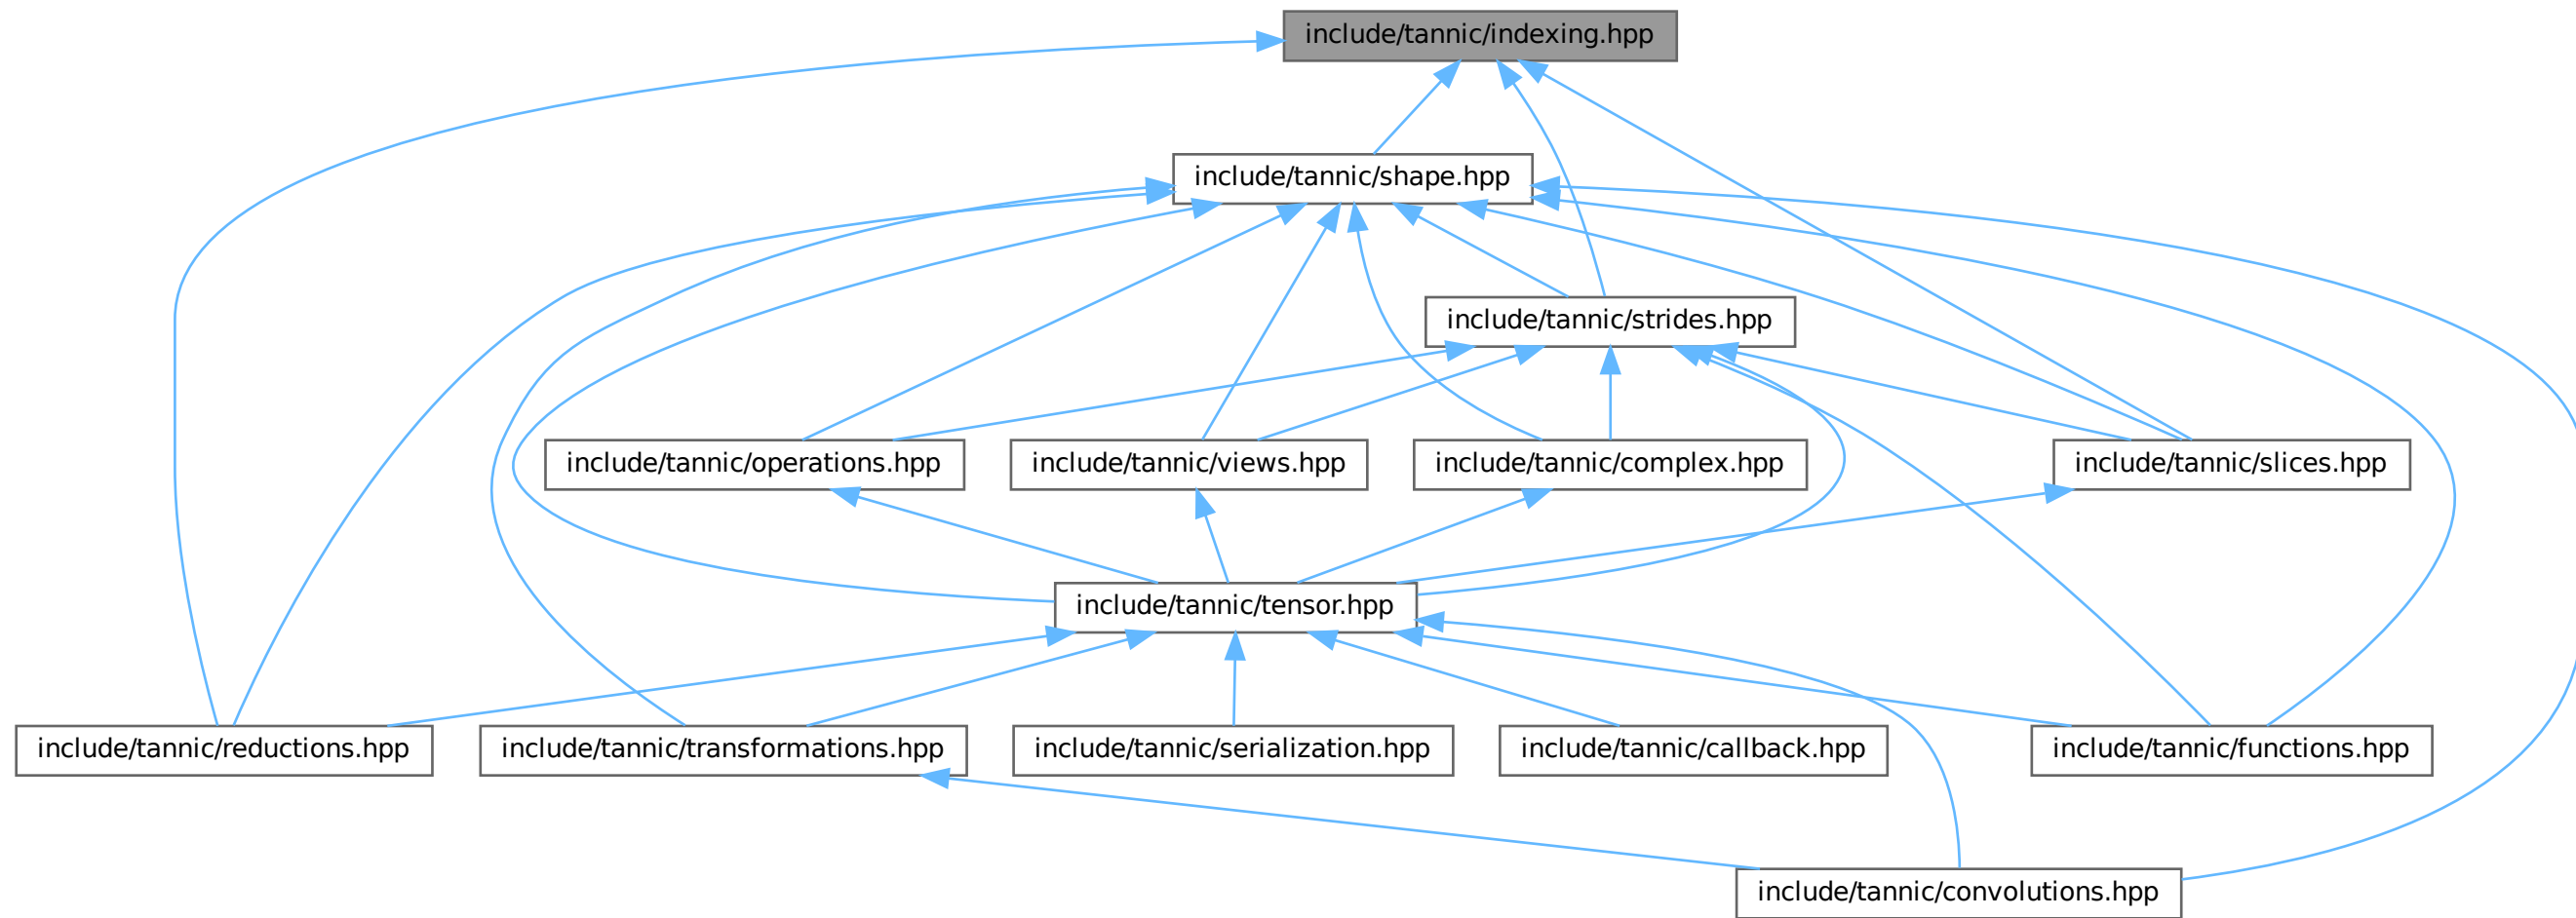 include/tannic/indexing.hpp
include/tannic/shape.hpp
include/tannic/strides.hpp
include/tannic/operations.hpp
include/tannic/views.hpp
include/tannic/complex.hpp
include/tannic/slices.hpp
include/tannic/tensor.hpp
include/tannic/reductions.hpp
include/tannic/transformations.hpp
include/tannic/serialization.hpp
include/tannic/callback.hpp
include/tannic/functions.hpp
include/tannic/convolutions.hpp